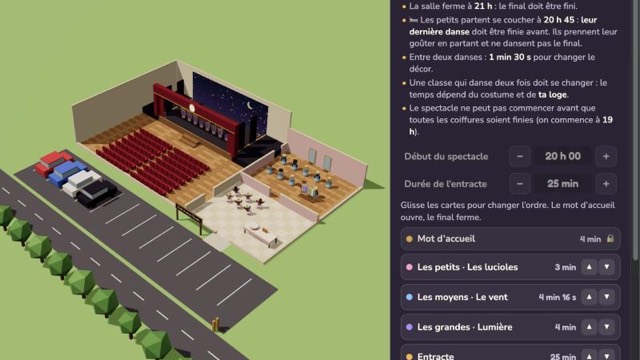 La salle ferme à 21 h : le final doit être fini.
Les petits partent se coucher à 20 h 45 : leur
dernière danse doit être finie avant. Ils prennent leur
goûter en partant et ne dansent pas le final.
Entre deux danses : 1 min 30 s pour changer le
décor.
Une classe qui danse deux fois doit se changer : le
temps dépend du costume et de ta loge.
Le spectacle ne peut pas commencer avant que
toutes les coiffures soient finies (on commence à 19
h).
Début du spectacle − 20 h 00 +
Durée de l'entracte − 25 min +
Glisse les cartes pour changer l'ordre. Le mot d'accueil
ouvre, le final ferme.
Mot d'accueil 4 min
Les petits · Les lucioles 3 min
Les moyens · Le vent 4 min 16 s
Les grandes · Lumière 4 min
Entracte 25 min